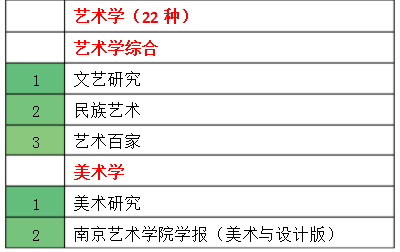 艺术学（22 种）
艺术学综合
1 文艺研究
2 民族艺术
3 艺术百家
美术学
1 美术研究
2 南京艺术学院学报（美术与设计版）